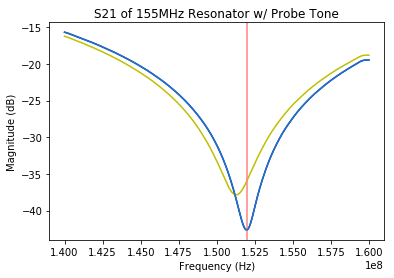 S21 of 155MHz Resonator w/ Probe Tone
Magnitude (dB)
−15
−20
−25
−30
−35
−40
1.400 1.425 1.450 1.475 1.500 1.525 1.550 1.575 1.600
1e8
Frequency (Hz)